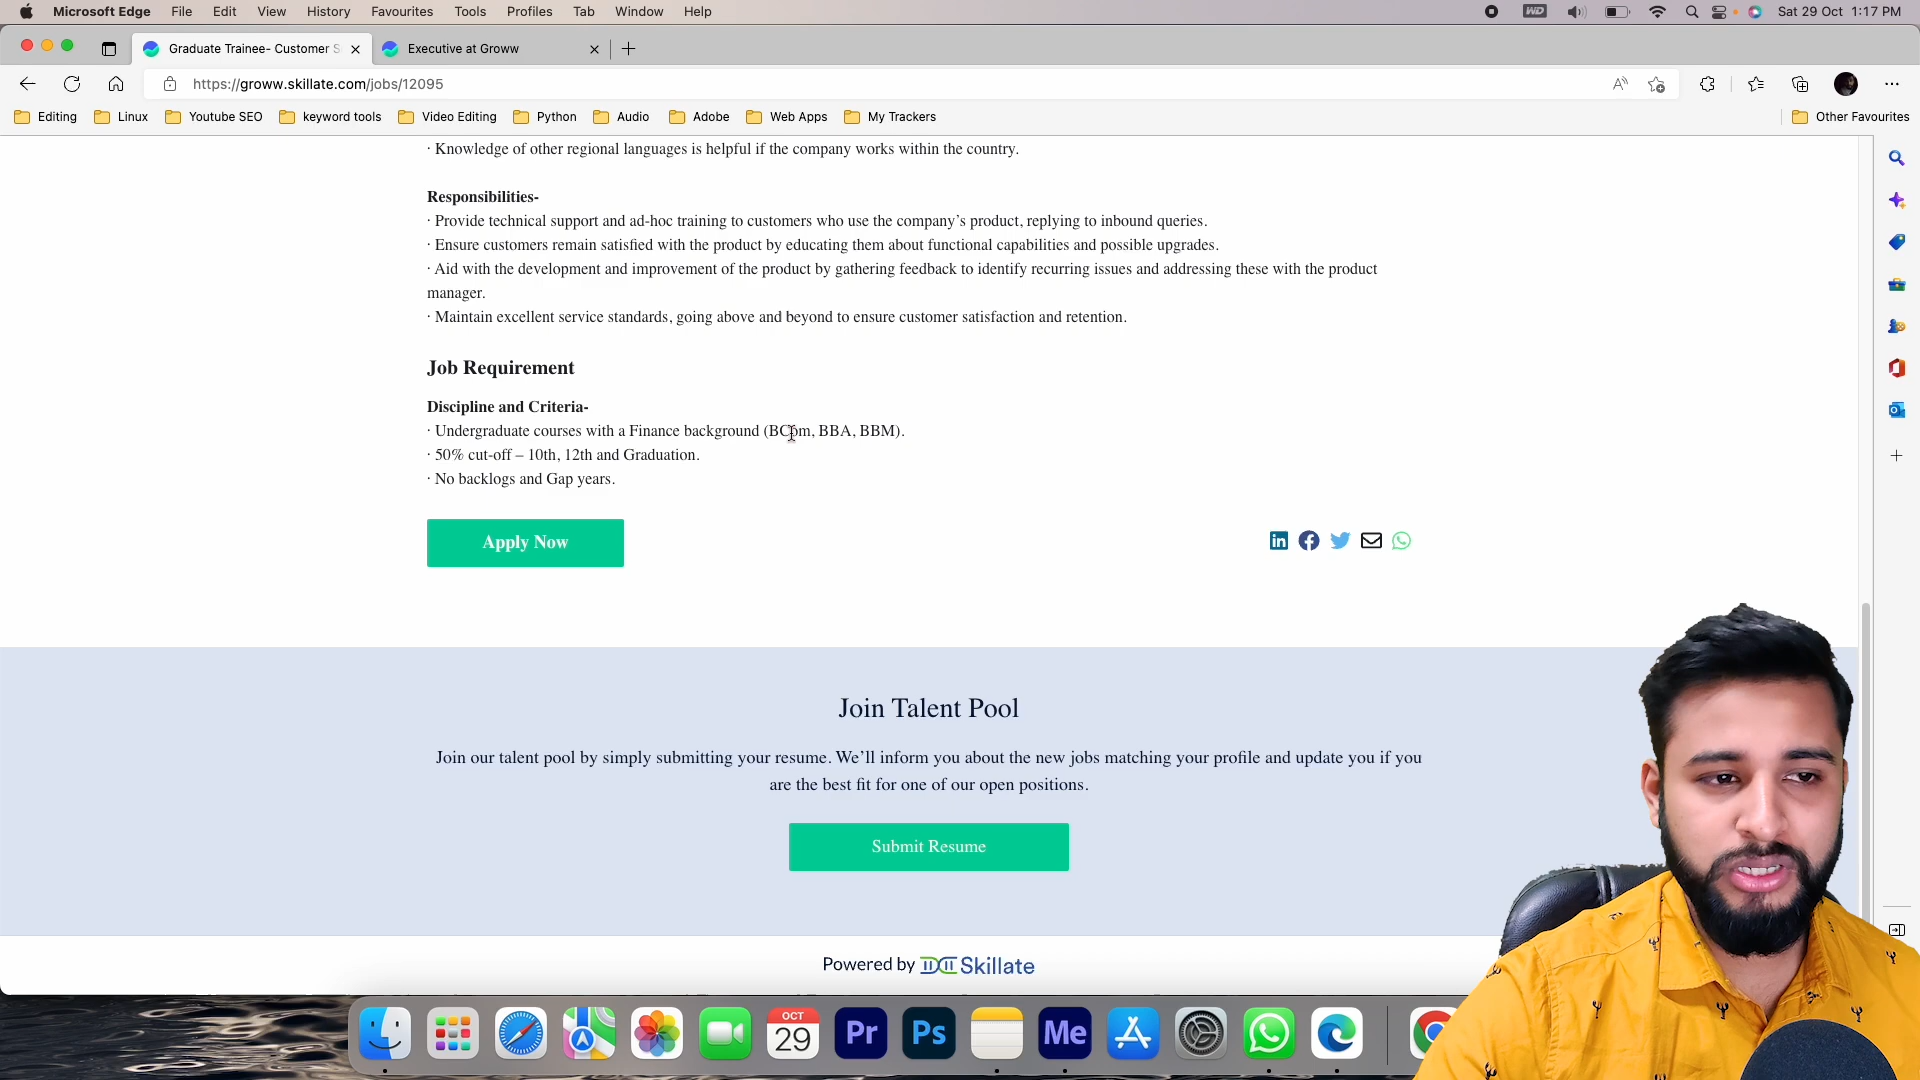 Microsoft Edge File Edit View History Favourites Tools Profiles Tab Window Help WD Sat 29 Oct 1:17 PM
Graduate Trainee- Customer S Executive at Groww
https://groww.skillate.com/jobs/12095
Editing Linux Youtube SEO keyword tools Video Editing Python Audio Adobe Web Apps My Trackers Other Favourites
· Knowledge of other regional languages is helpful if the company works within the country.
Responsibilities-
· Provide technical support and ad-hoc training to customers who use the company's product, replying to inbound queries.
· Ensure customers remain satisfied with the product by educating them about functional capabilities and possible upgrades.
· Aid with the development and improvement of the product by gathering feedback to identify recurring issues and addressing these with the product
manager.
· Maintain excellent service standards, going above and beyond to ensure customer satisfaction and retention.
Job Requirement
Discipline and Criteria-
· Undergraduate courses with a Finance background (BCom, BBA, BBM).
· 50% cut-off – 10th, 12th and Graduation.
· No backlogs and Gap years.
Apply Now
Join Talent Pool
Join our talent pool by simply submitting your resume. We'll inform you about the new jobs matching your profile and update you if you
are the best fit for one of our open positions.
Submit Resume
Powered by Skillate
OCT
29 Pr Ps Me